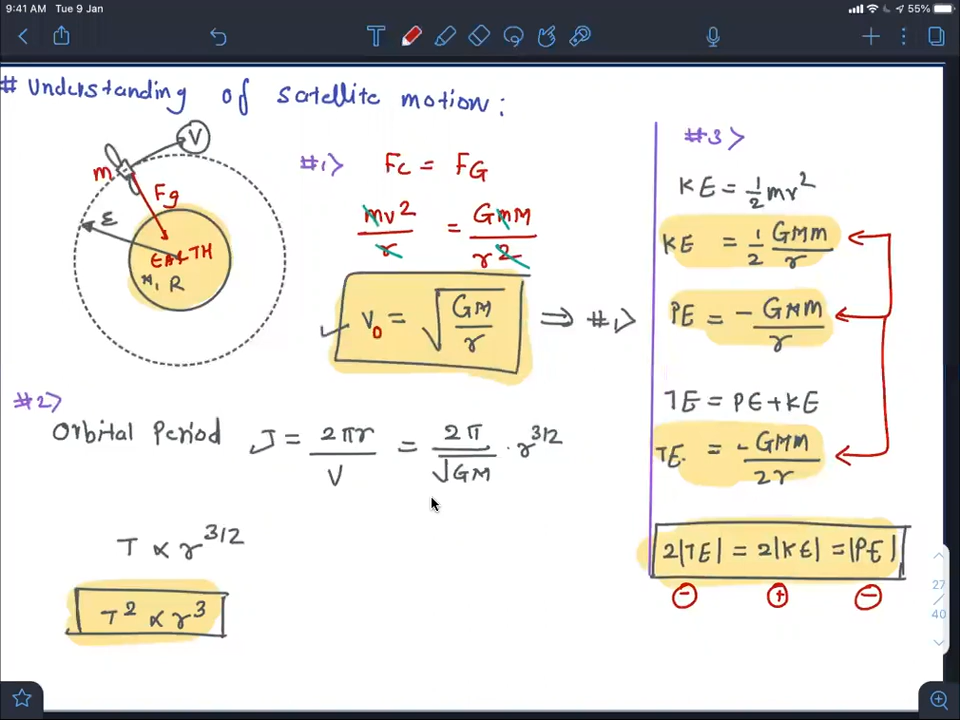 9:41 AM Tue 9 Jan
55%
# Understanding of satellite motion :
V
m
Fg
r
EARTH
M, R
#1>
Fc = FG
mv²/r = GmM/r²
V₀ = √(GM/r) ⇒ #1>
#2>
Orbital Period T = 2πr/V = 2π/√GM · r^3/2
T ∝ r^3/2
T² ∝ r³
#3>
KE = 1/2 mv²
KE = 1/2 GMm/r
PE = - GMm/r
TE = PE + KE
TE = - GMm/2r
2|TE| = 2|KE| = |PE|
- + -
27
/
40